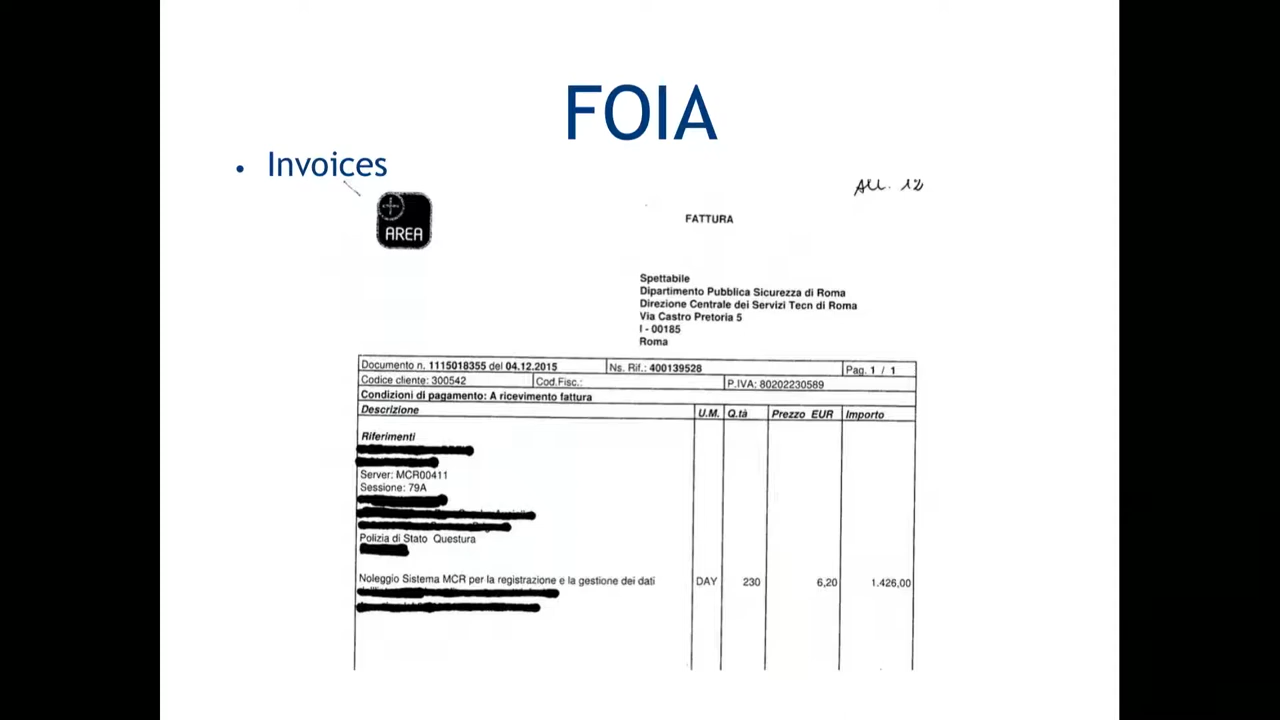 FOIA
• Invoices
All. 12
AREA
FATTURA
Spettabile
Dipartimento Pubblica Sicurezza di Roma
Direzione Centrale dei Servizi Tecn di Roma
Via Castro Pretoria 5
I - 00185
Roma
Documento n. 1115018355 del 04.12.2015 Ns. Rif.: 400139528 Pag. 1 / 1
Codice cliente: 300542 Cod.Fisc.: P.IVA: 80202230589
Condizioni di pagamento: A ricevimento fattura
Descrizione U.M. Q.tà Prezzo EUR Importo
Riferimenti
Server: MCR00411
Sessione: 79A
Polizia di Stato Questura
Noleggio Sistema MCR per la registrazione e la gestione dei dati DAY 230 6,20 1.426,00